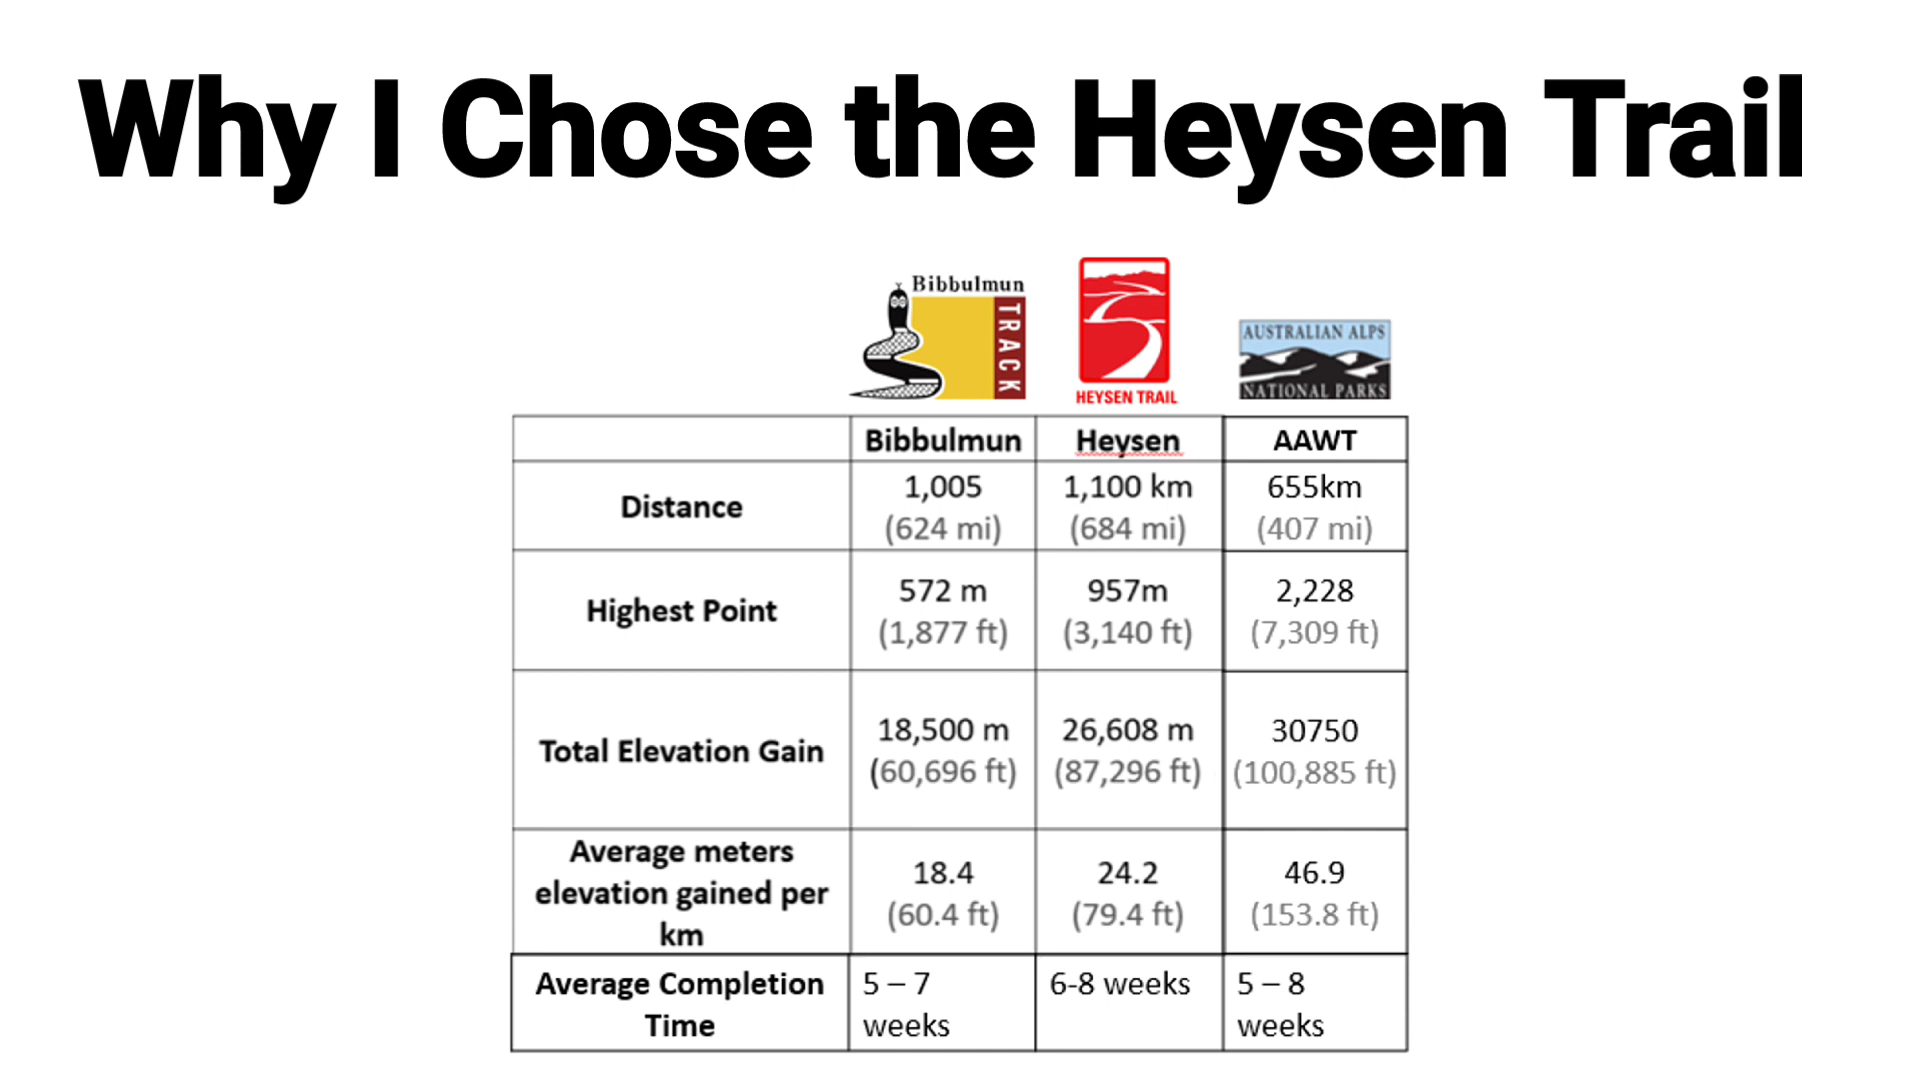 Why I Chose the Heysen Trail
Bibbulmun
TRACK
HEYSEN TRAIL
AUSTRALIAN ALPS
NATIONAL PARKS
Bibbulmun
Heysen
AAWT
Distance
1,005
(624 mi)
1,100 km
(684 mi)
655km
(407 mi)
Highest Point
572 m
(1,877 ft)
957m
(3,140 ft)
2,228
(7,309 ft)
Total Elevation Gain
18,500 m
(60,696 ft)
26,608 m
(87,296 ft)
30750
(100,885 ft)
Average meters
elevation gained per
km
18.4
(60.4 ft)
24.2
(79.4 ft)
46.9
(153.8 ft)
Average Completion
Time
5 – 7
weeks
6-8 weeks
5 – 8
weeks